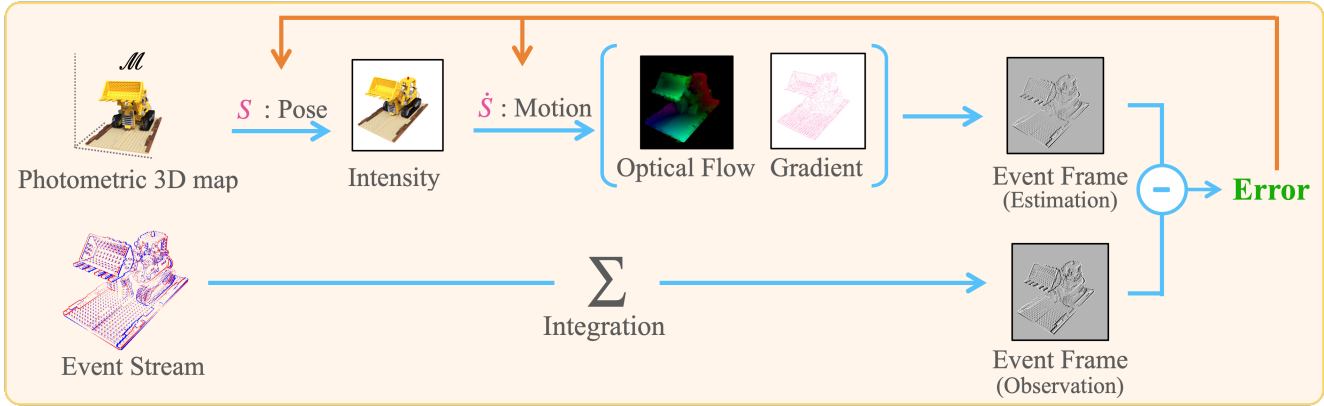 ℳ
S : Pose
Ṡ : Motion
Photometric 3D map
Intensity
Optical Flow
Gradient
Event Frame
(Estimation)
−
Error
Σ
Integration
Event Stream
Event Frame
(Observation)